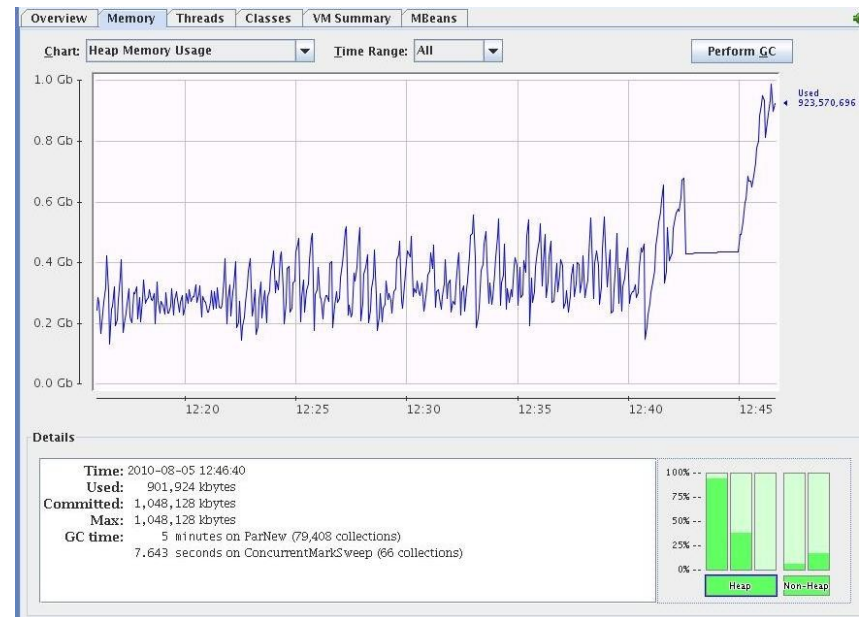 Overview Memory Threads Classes VM Summary MBeans
Chart: Heap Memory Usage Time Range: All Perform GC
1.0 Gb
0.8 Gb
0.6 Gb
0.4 Gb
0.2 Gb
0.0 Gb
Used
923,570,696
12:20 12:25 12:30 12:35 12:40 12:45
Details
Time: 2010-08-05 12:46:40
Used: 901,924 kbytes
Committed: 1,048,128 kbytes
Max: 1,048,128 kbytes
GC time: 5 minutes on ParNew (79,408 collections)
7.643 seconds on ConcurrentMarkSweep (66 collections)
100% --
75% --
50% --
25% --
0% --
Heap Non-Heap